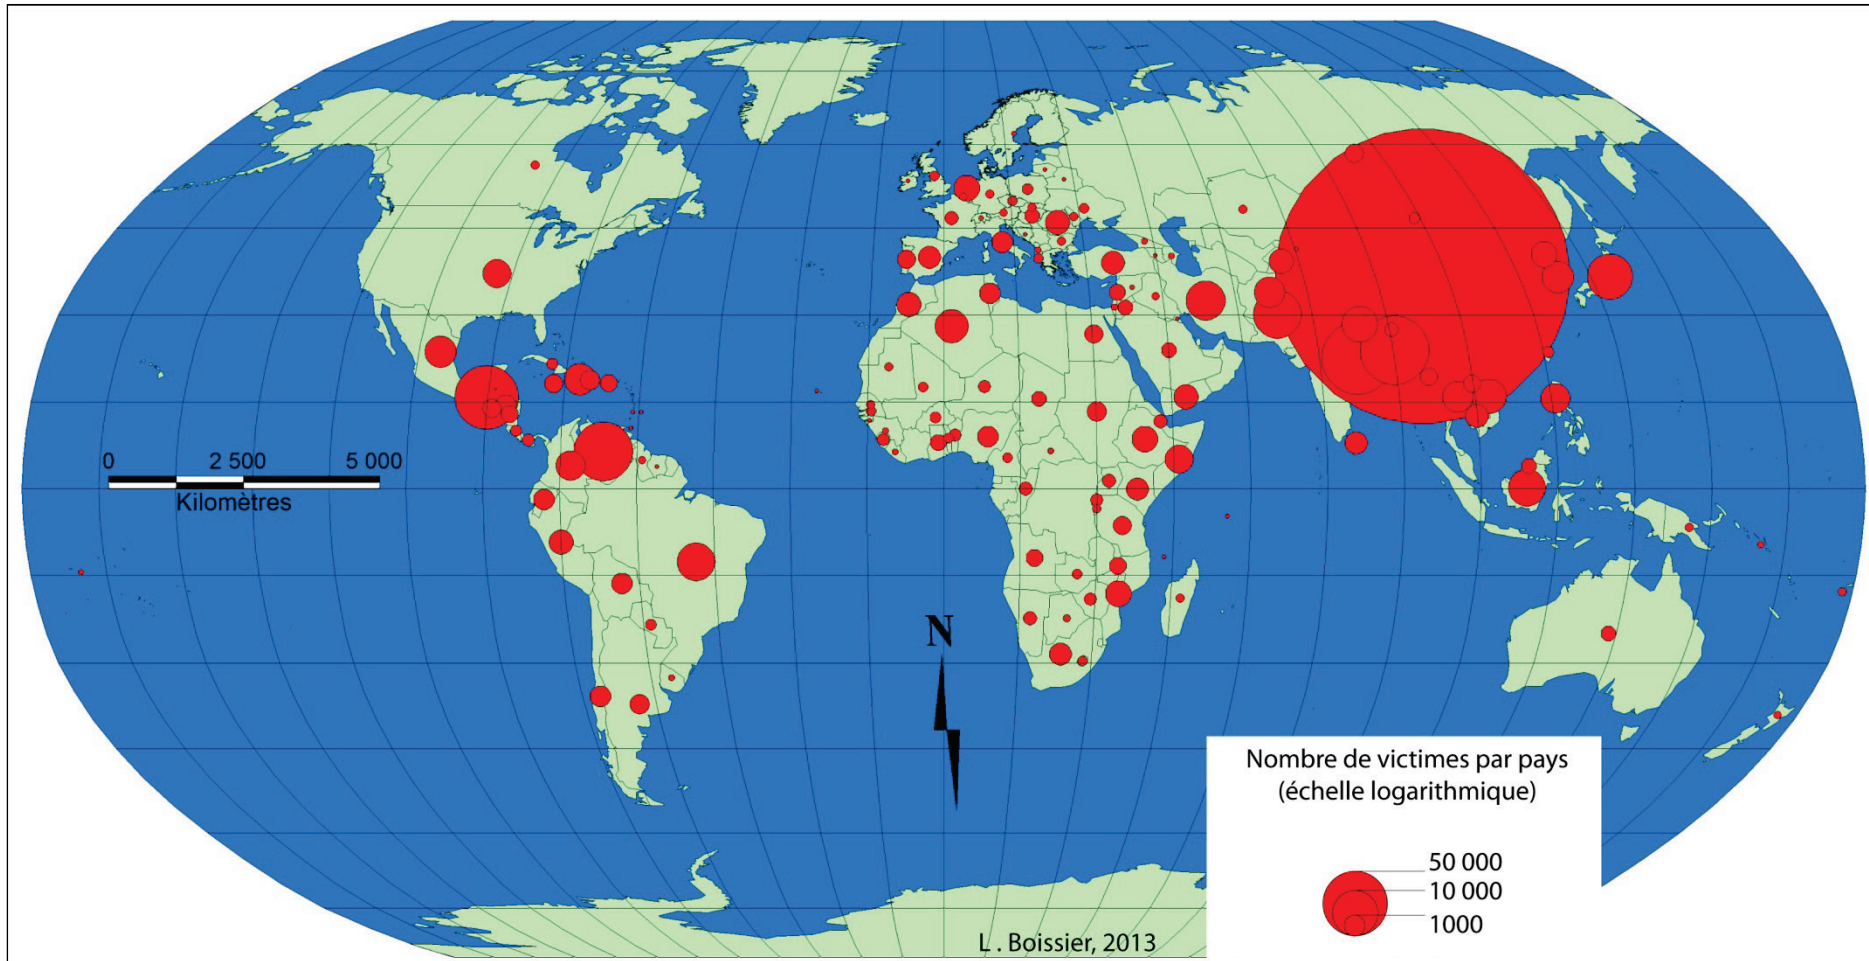 0 2 500 5 000
Kilomètres
N
Nombre de victimes par pays
(échelle logarithmique)
50 000
10 000
1000
L . Boissier, 2013